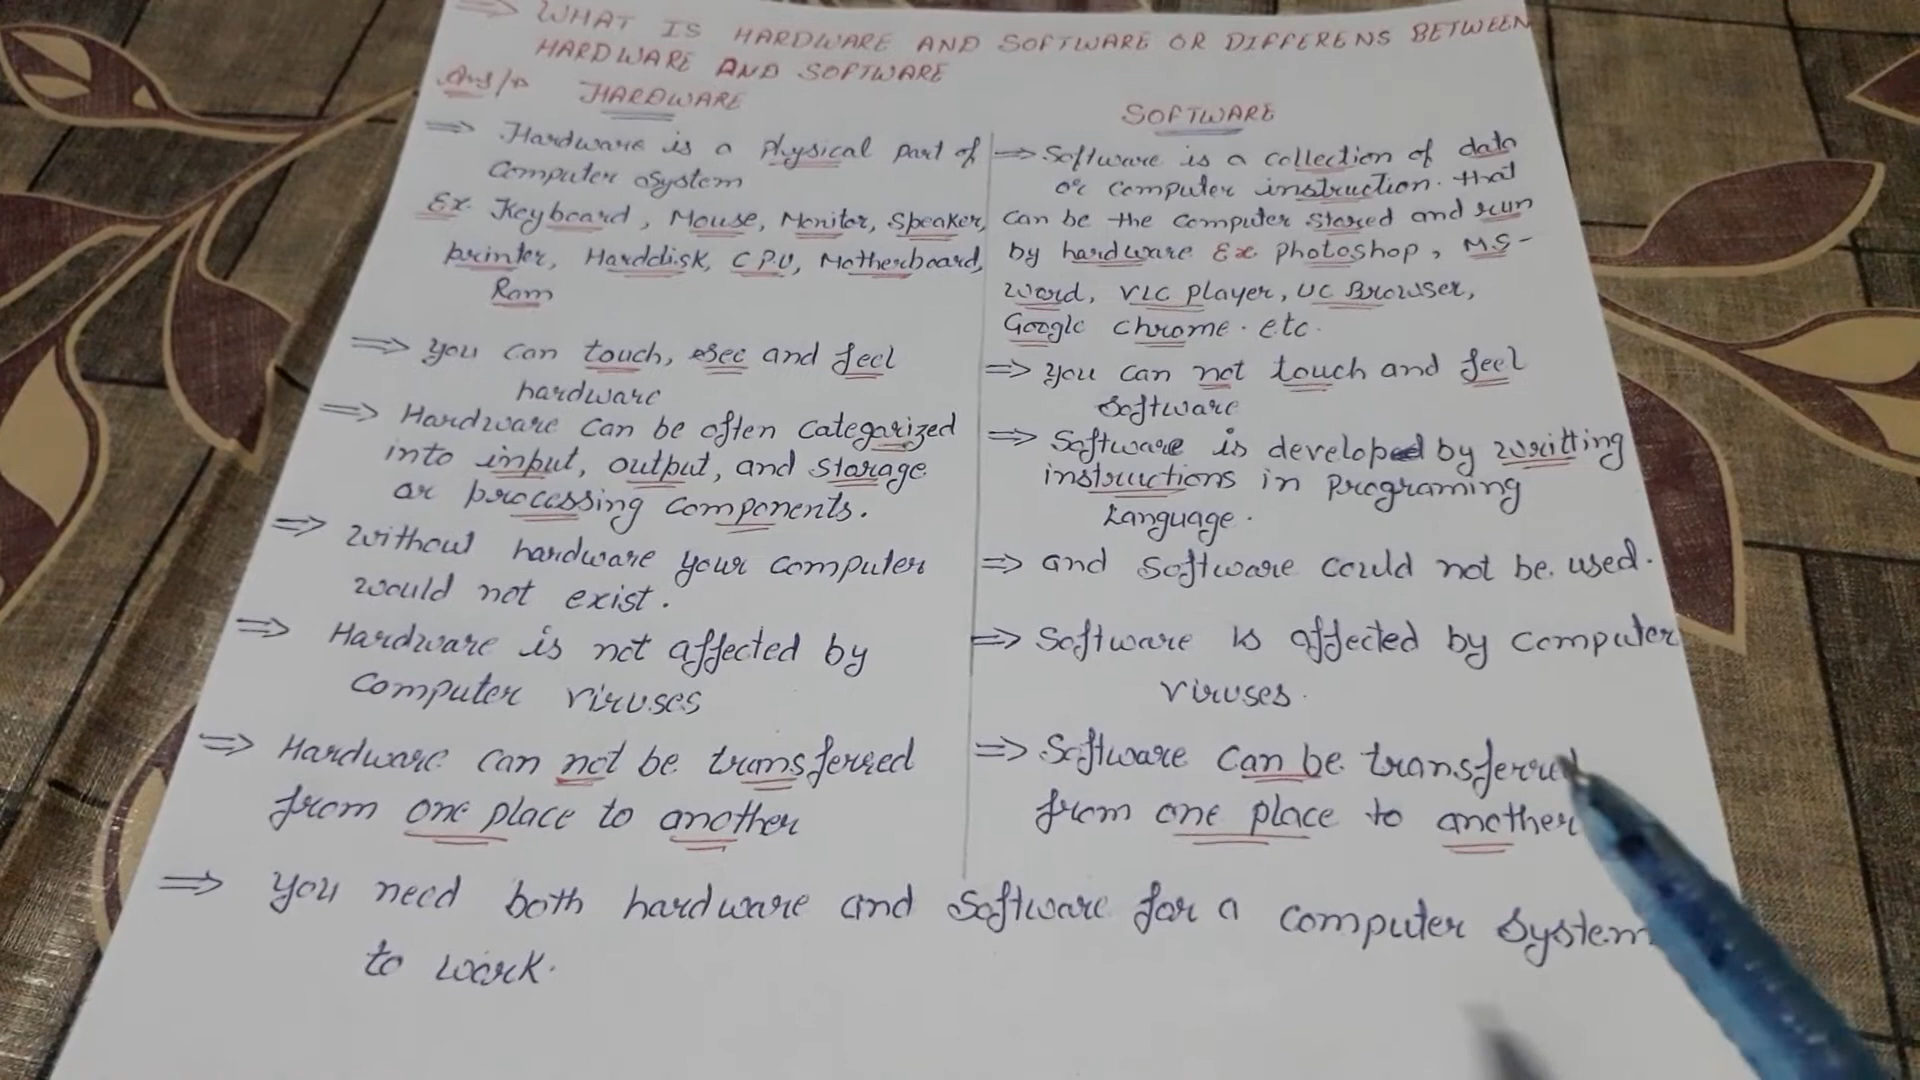 ⇒ WHAT IS HARDWARE AND SOFTWARE OR DIFFERENS BETWEEN
HARDWARE AND SOFTWARE
HARDWARE
⇒ Hardware is a physical part of
Computer System
Ex. Keyboard, Mouse, Monitor, Speaker,
printer, Harddisk, C.P.U, Motherboard,
Ram
⇒ you can touch, see and feel
hardware
⇒ Hardware can be often categarized
into input, output, and storage
or processing components.
⇒ without hardware your computer
would not exist.
⇒ Hardware is not affected by
Computer viruses
⇒ Hardware can not be transferred
from one place to another
SOFTWARE
⇒ Software is a collection of data
or computer instruction. that
can be the computer stored and run
by hardware Ex. photoshop, M.S-
word, VLC player, UC Browser,
Google chrome. etc.
⇒ you can not touch and feel
Software
⇒ Software is developed by writting
instructions in programing
Language.
⇒ and software could not be used.
⇒ Software is affected by Computer
viruses.
⇒ Software can be transferred
from one place to another
⇒ you need both hardware and Software for a computer system
to work.